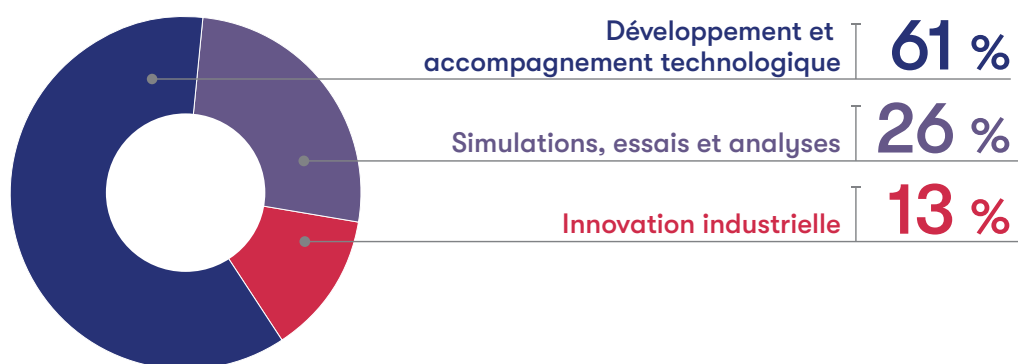 Développement et
accompagnement technologique
61 %
Simulations, essais et analyses
26 %
Innovation industrielle
13 %